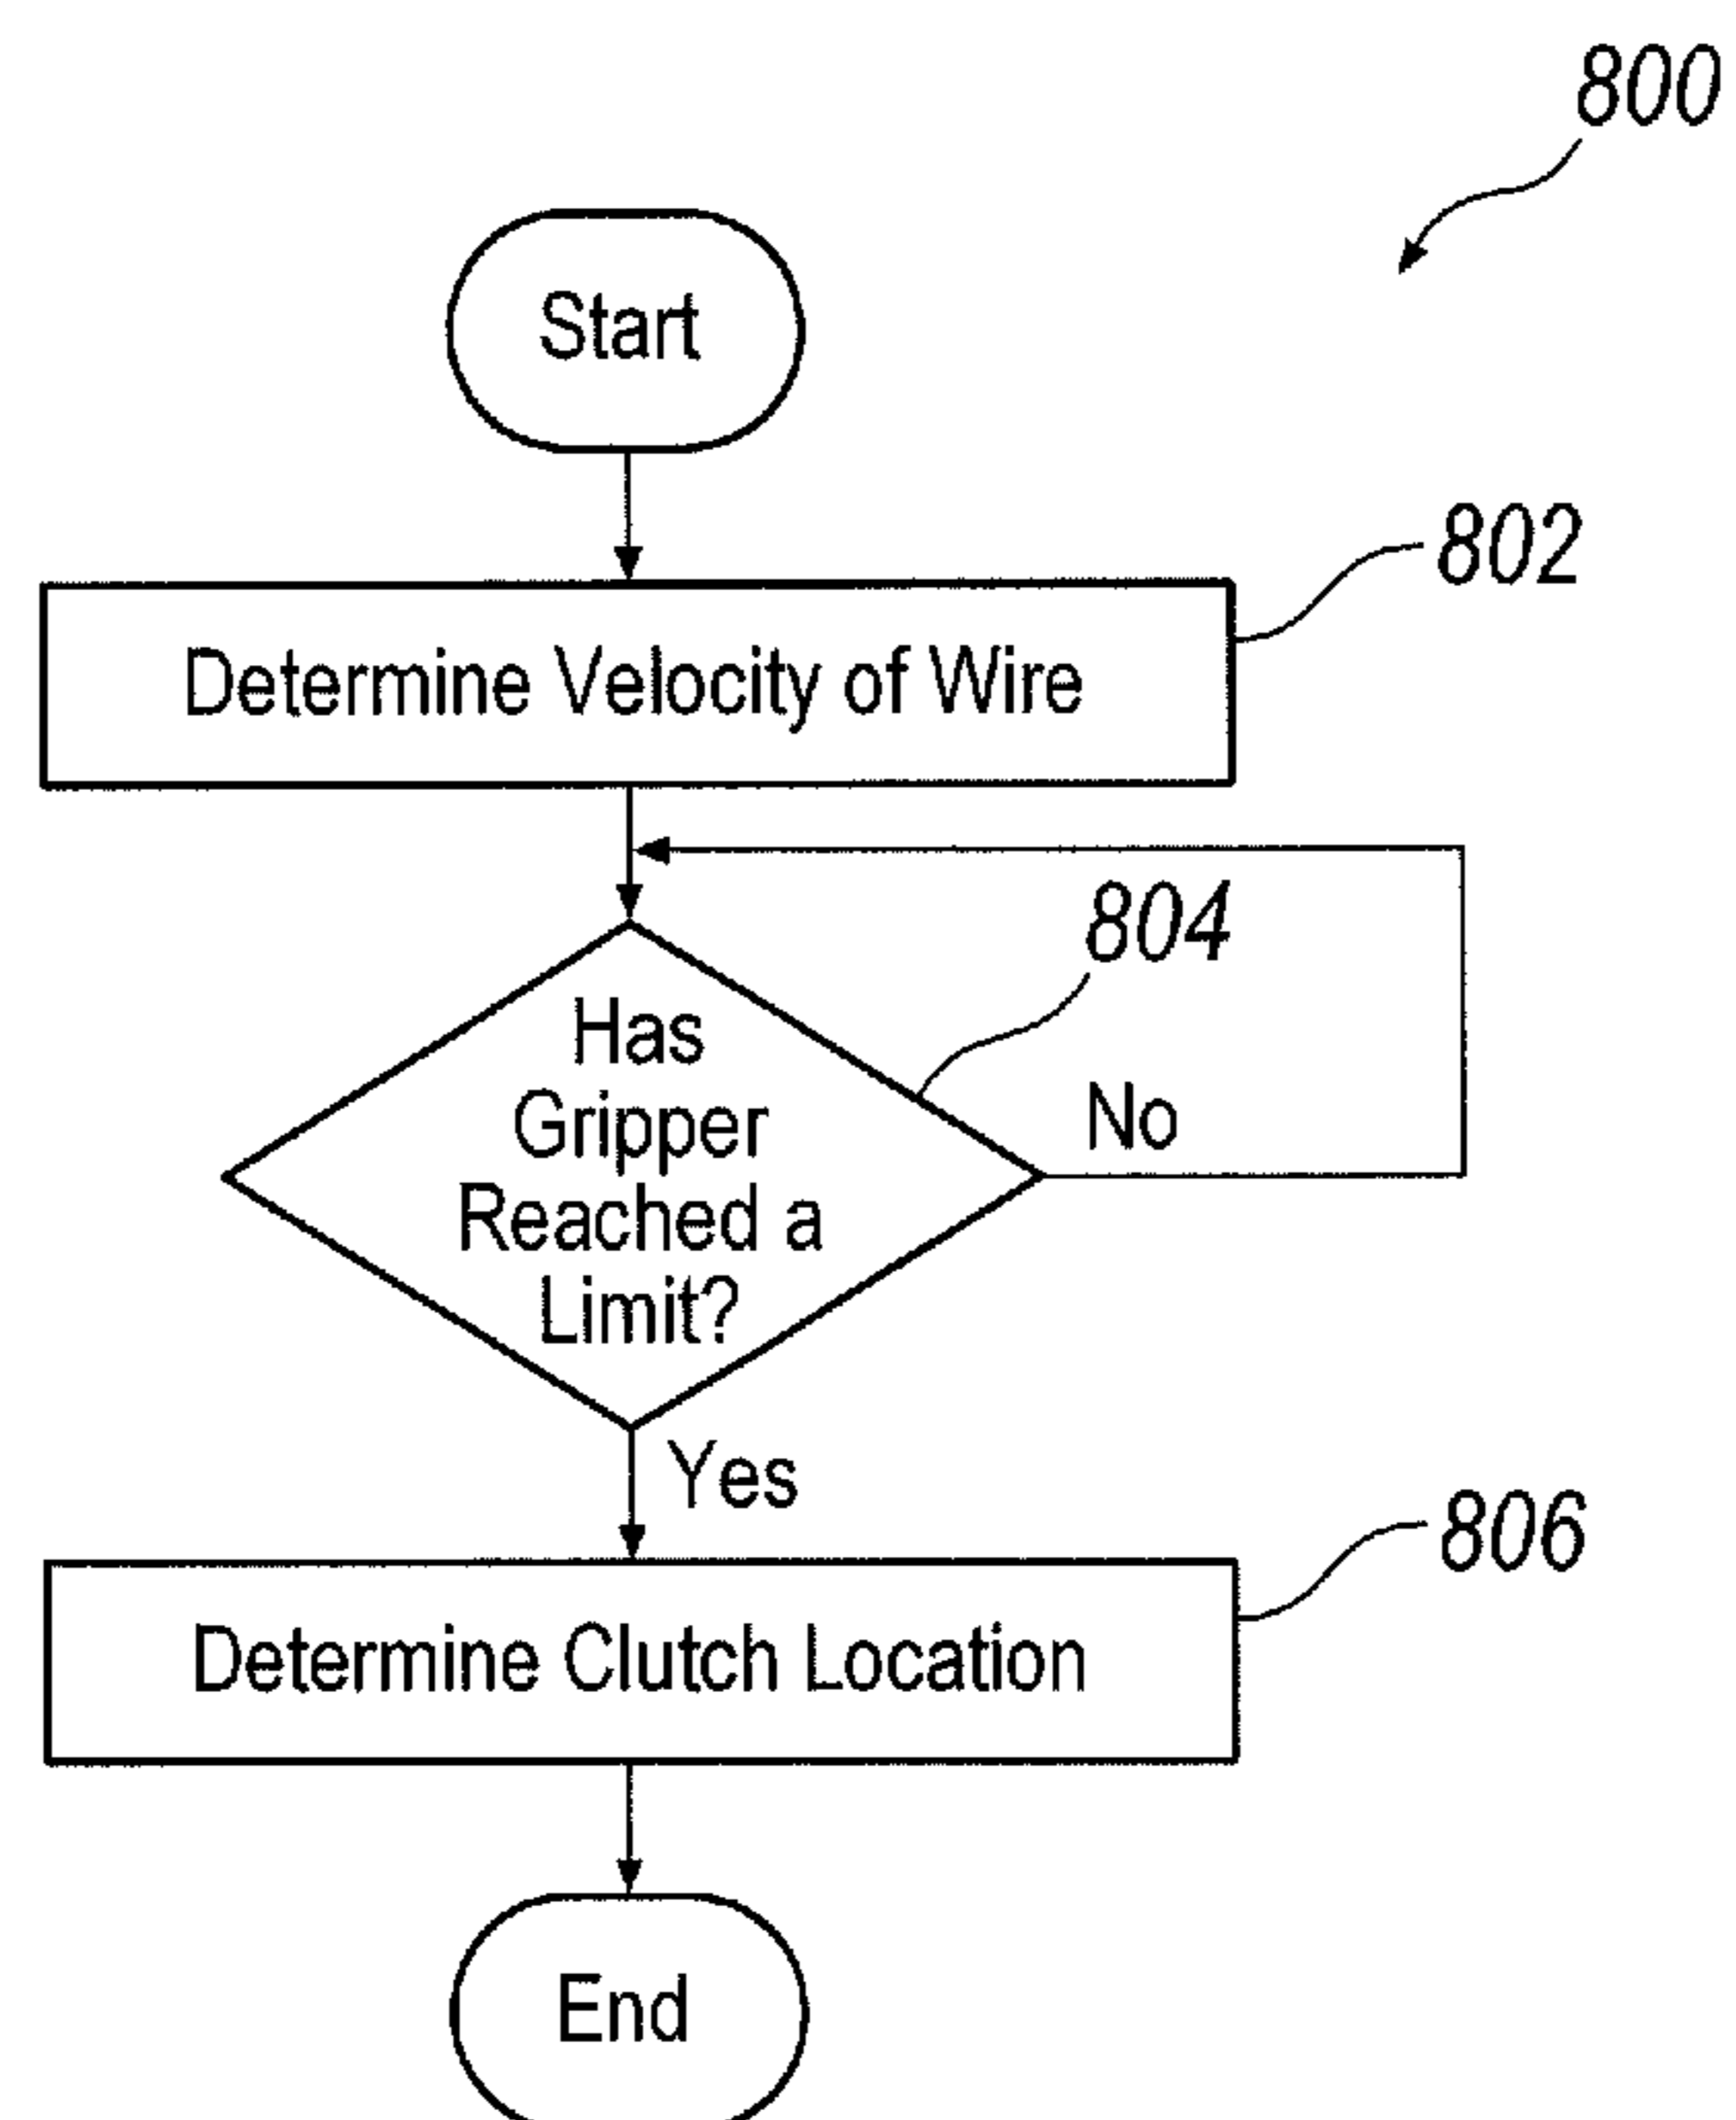 800
Start
802
Determine Velocity of Wire
804
Has
Gripper
Reached a
Limit?
No
Yes
806
Determine Clutch Location
End